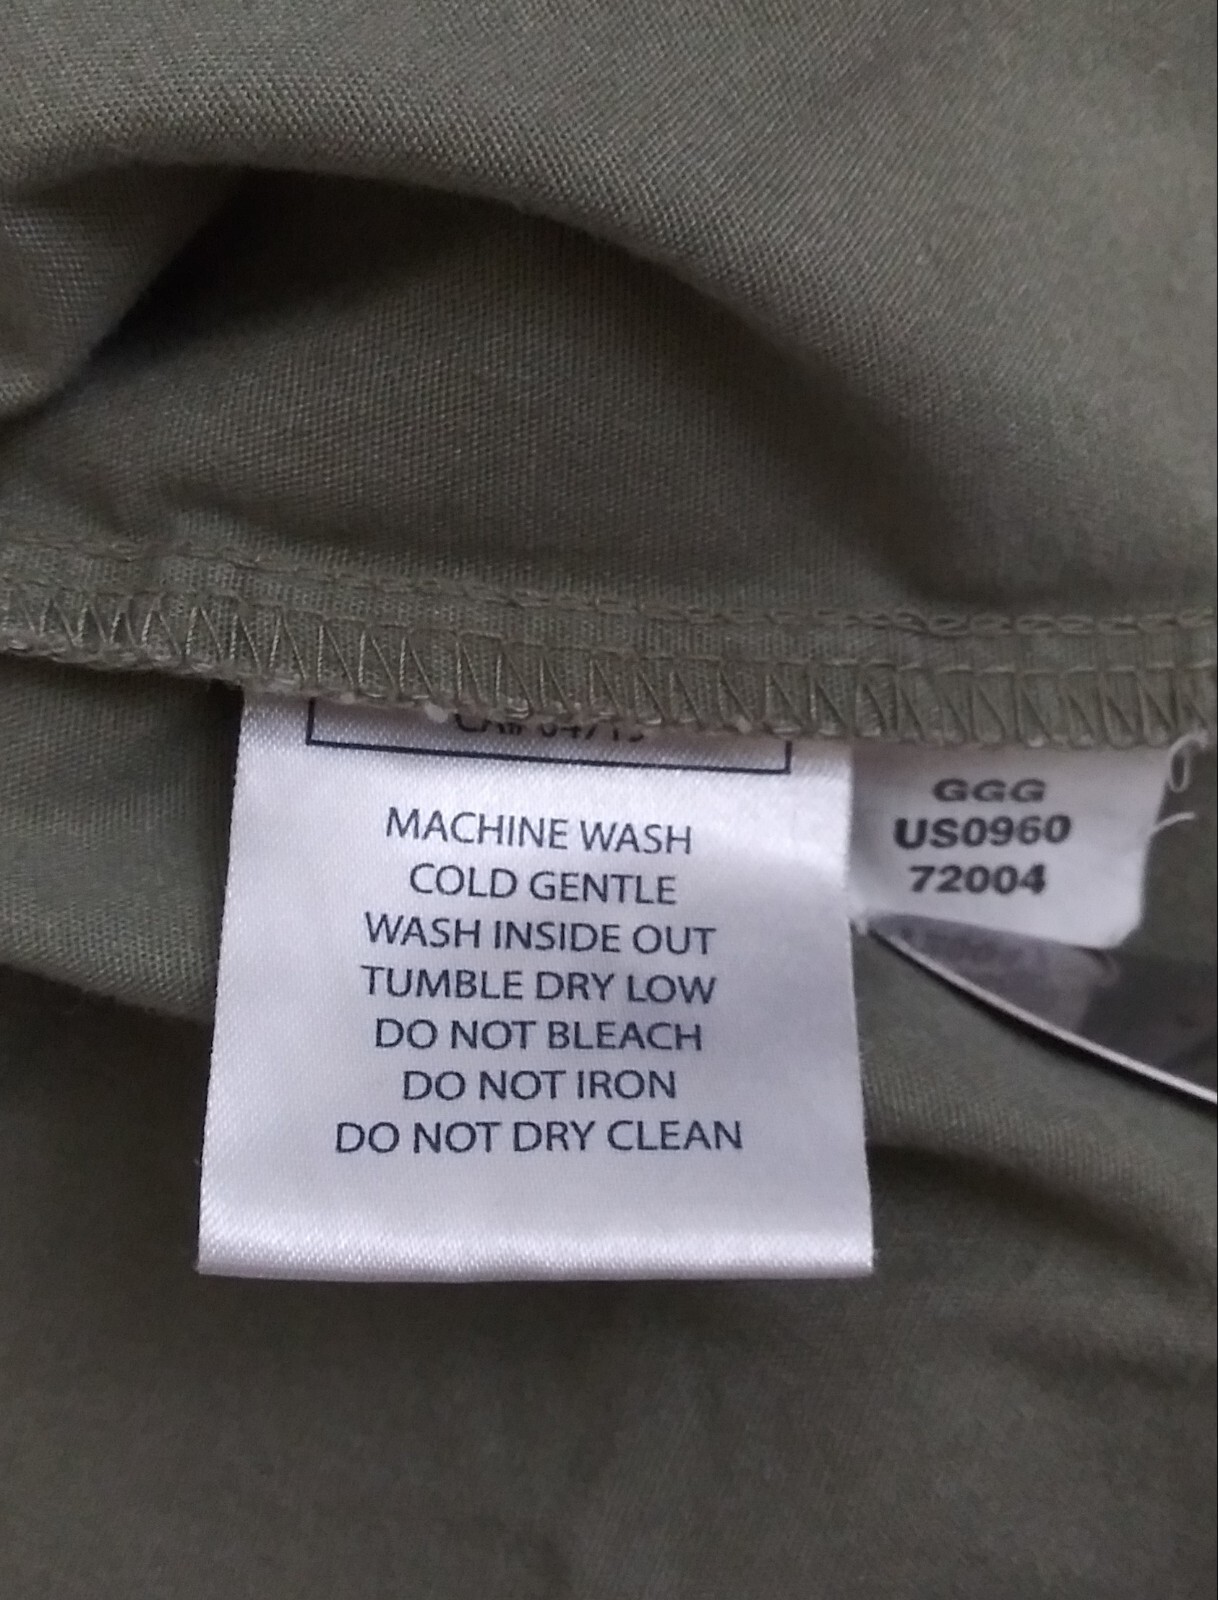 MACHINE WASH
COLD GENTLE
WASH INSIDE OUT
TUMBLE DRY LOW
DO NOT BLEACH
DO NOT IRON
DO NOT DRY CLEAN
GGG
US0960
72004